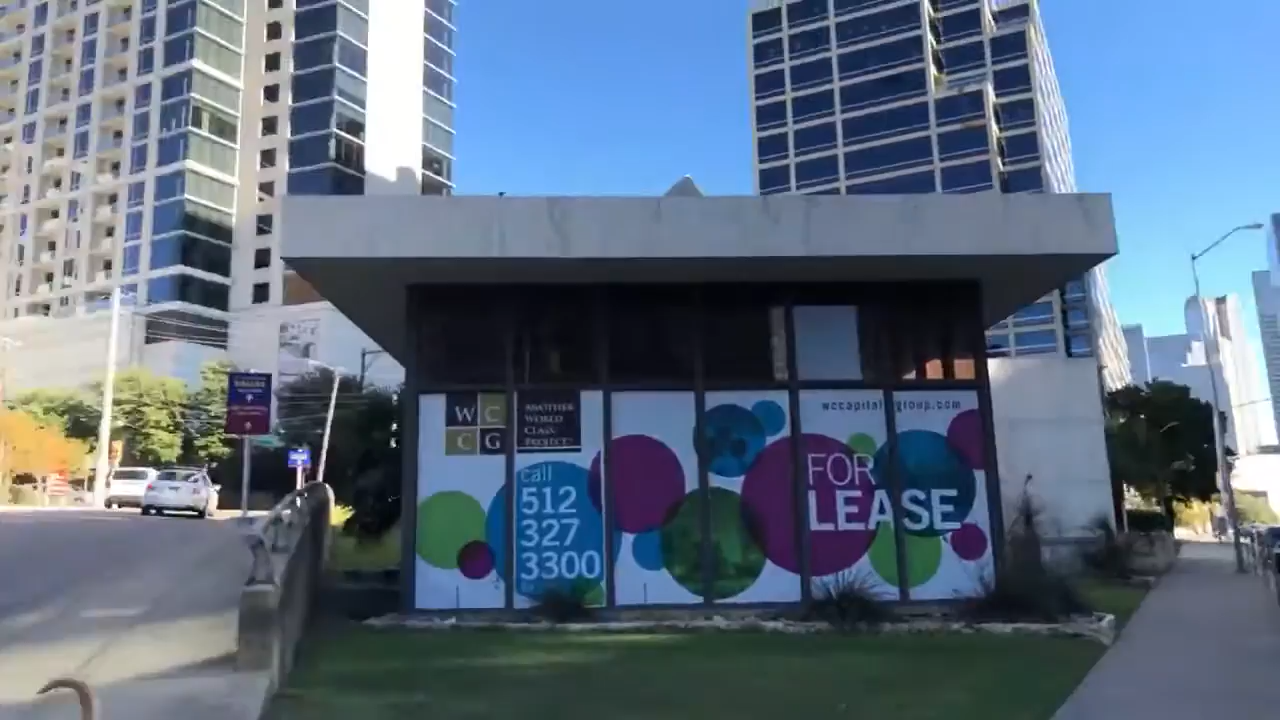 W C
C G
ANOTHER
WORLD
CLASS
PROJECT
call
512
327
3300
wccapitalgroup.com
FOR
LEASE